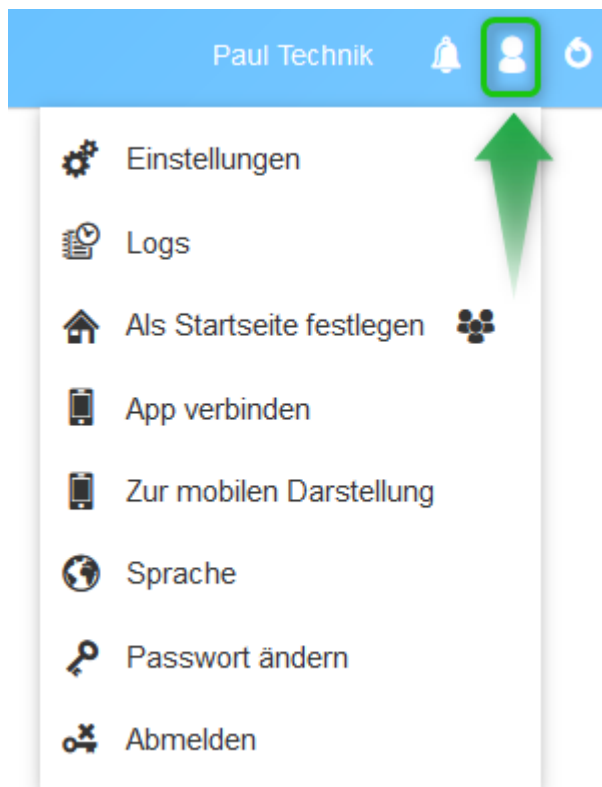 Paul Technik
Einstellungen
Logs
Als Startseite festlegen
App verbinden
Zur mobilen Darstellung
Sprache
Passwort ändern
Abmelden